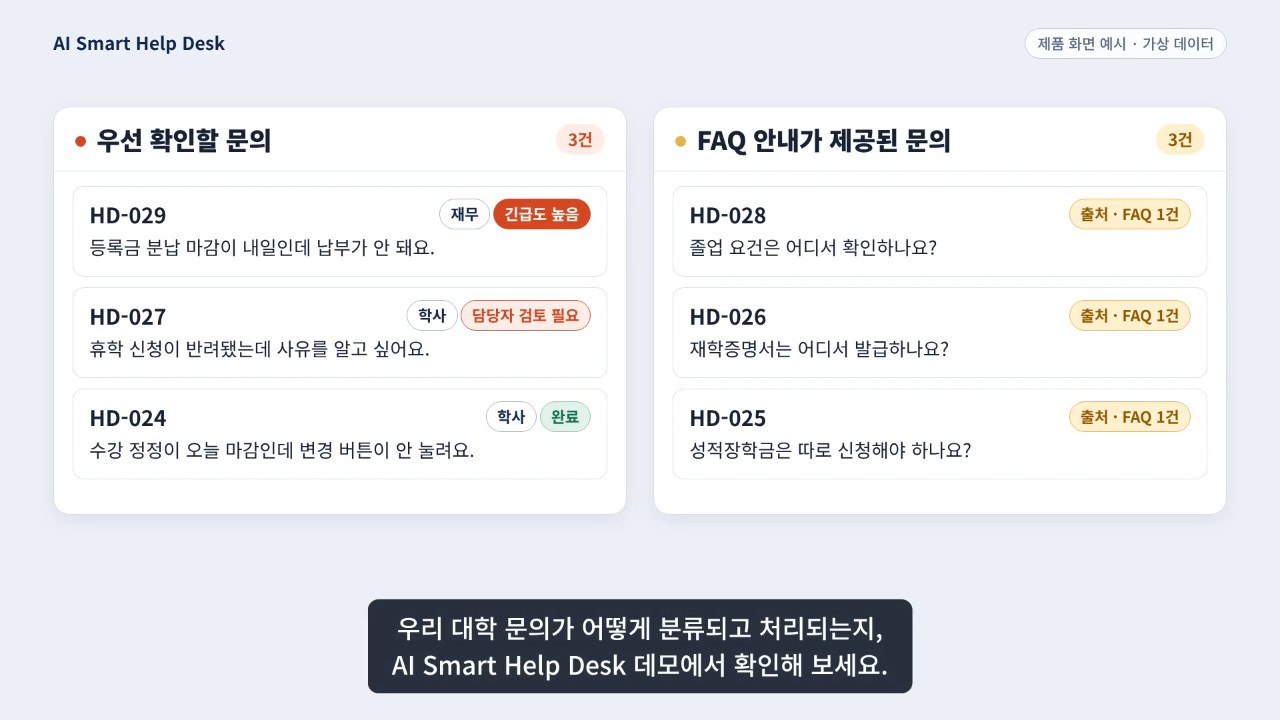 AI Smart Help Desk
제품 화면 예시 · 가상 데이터
우선 확인할 문의
3건
HD-029
재무
긴급도 높음
등록금 분납 마감이 내일인데 납부가 안 돼요.
HD-027
학사
담당자 검토 필요
휴학 신청이 반려됐는데 사유를 알고 싶어요.
HD-024
학사
완료
수강 정정이 오늘 마감인데 변경 버튼이 안 눌려요.
FAQ 안내가 제공된 문의
3건
HD-028
출처 · FAQ 1건
졸업 요건은 어디서 확인하나요?
HD-026
출처 · FAQ 1건
재학증명서는 어디서 발급하나요?
HD-025
출처 · FAQ 1건
성적장학금은 따로 신청해야 하나요?
우리 대학 문의가 어떻게 분류되고 처리되는지,
AI Smart Help Desk 데모에서 확인해 보세요.